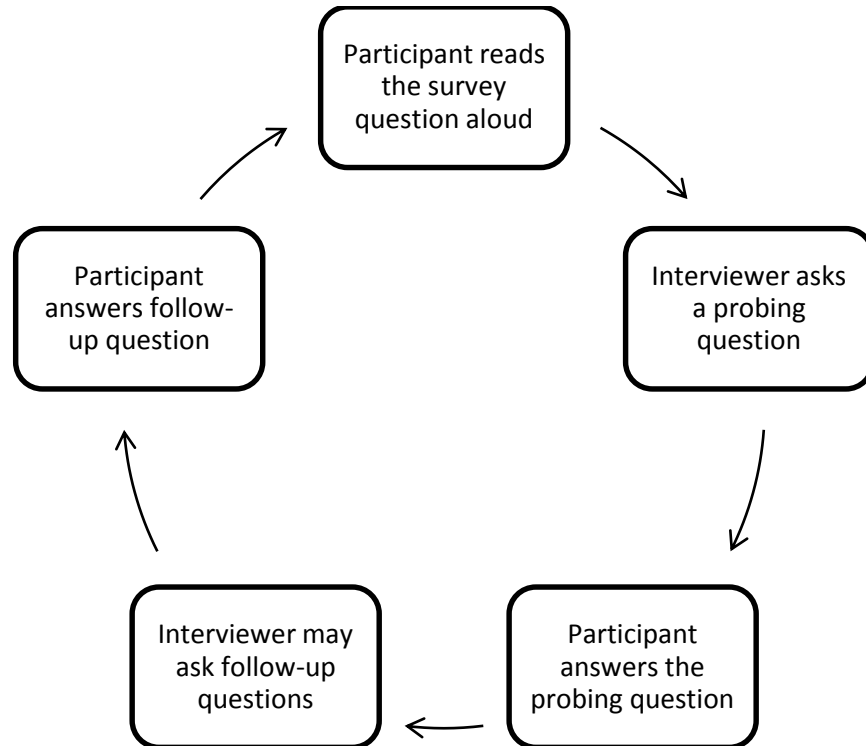 Participant reads
the survey
question aloud
Interviewer asks
a probing
question
Participant
answers the
probing question
Interviewer may
ask follow-up
questions
Participant
answers follow-
up question